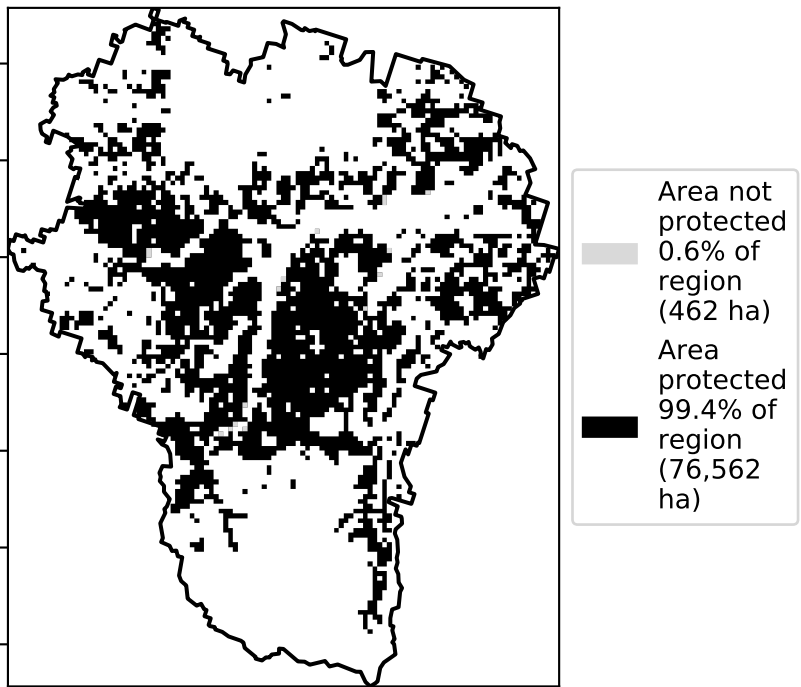 Area not
protected
0.6% of
region
(462 ha)
Area
protected
99.4% of
region
(76,562
ha)